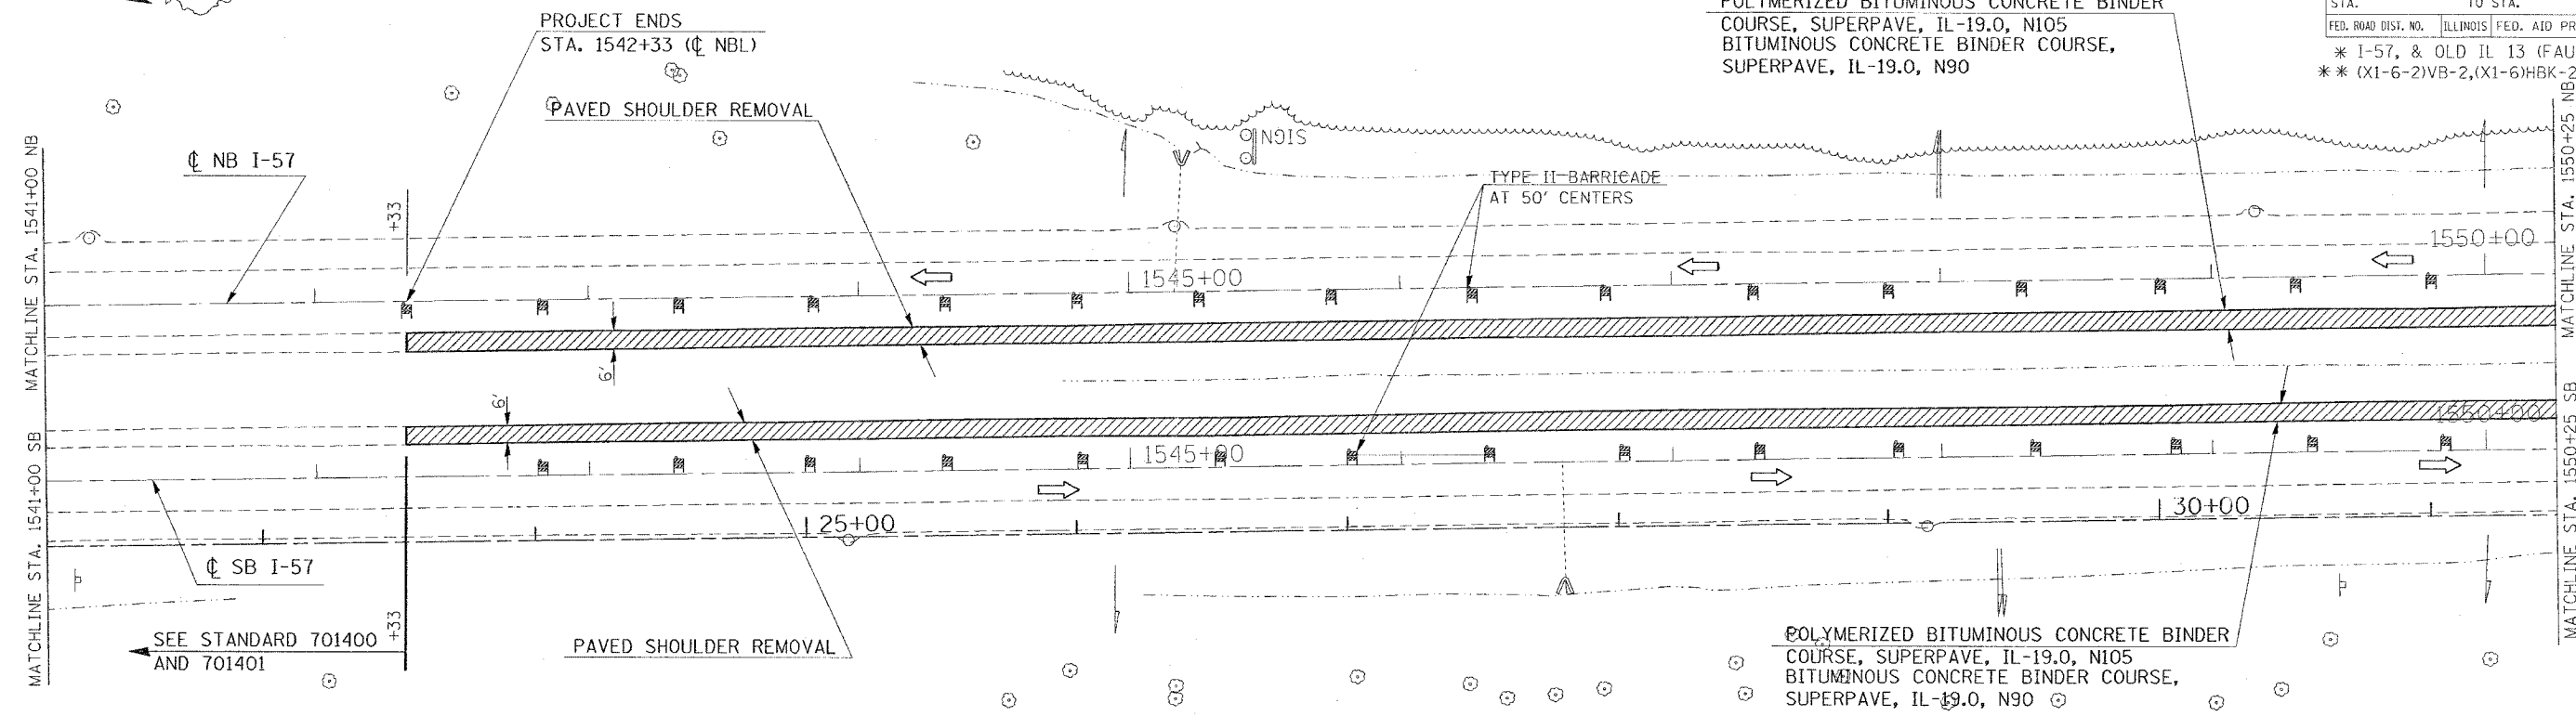 PROJECT ENDS
STA. 1542+33 (℄ NBL)
POLYMERIZED BITUMINOUS CONCRETE BINDER
COURSE, SUPERPAVE, IL-19.0, N105
BITUMINOUS CONCRETE BINDER COURSE,
SUPERPAVE, IL-19.0, N90
STA. TO STA.
FED. ROAD DIST. NO. ILLINOIS FED. AID PR
* I-57, & OLD IL 13 (FAU
** (X1-6-2)VB-2,(X1-6)HBK-2
PAVED SHOULDER REMOVAL
SIGN
℄ NB I-57
TYPE II BARRICADE
AT 50' CENTERS
+33
MATCHLINE STA. 1541+00 NB
MATCHLINE STA. 1550+25 NB
1545+00
1550+00
6'
6'
1545+00
1550+00
MATCHLINE STA. 1541+00 SB
MATCHLINE STA. 1550+25 SB
25+00
30+00
℄ SB I-57
+33
SEE STANDARD 701400
AND 701401
PAVED SHOULDER REMOVAL
POLYMERIZED BITUMINOUS CONCRETE BINDER
COURSE, SUPERPAVE, IL-19.0, N105
BITUMINOUS CONCRETE BINDER COURSE,
SUPERPAVE, IL-19.0, N90